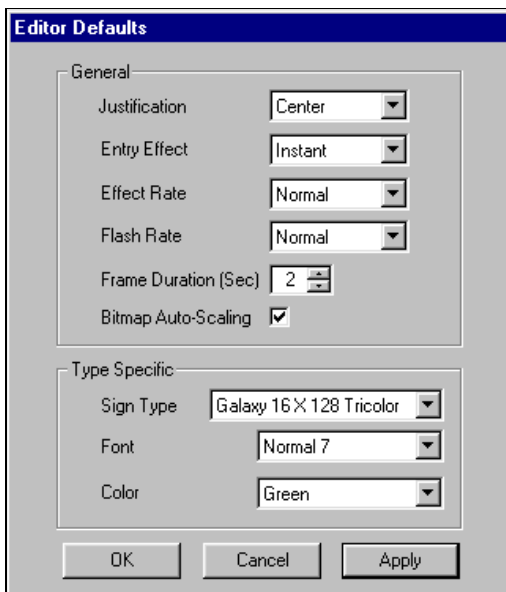 Editor Defaults
General
Justification Center
Entry Effect Instant
Effect Rate Normal
Flash Rate Normal
Frame Duration (Sec) 2
Bitmap Auto-Scaling
Type Specific
Sign Type Galaxy 16 X 128 Tricolor
Font Normal 7
Color Green
OK Cancel Apply